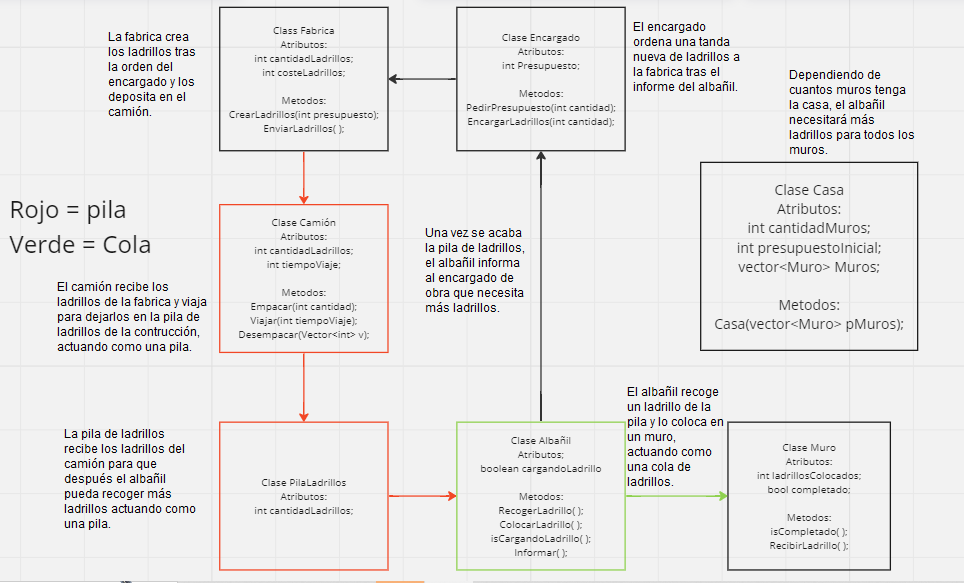 La fabrica crea
los ladrillos tras
la orden del
encargado y los
deposita en el
camión.
Class Fabrica
Atributos:
int cantidadLadrillos;
int costeLadrillos;
Metodos:
CrearLadrillos(int presupuesto);
EnviarLadrillos( );
Clase Encargado
Atributos:
int Presupuesto;
Metodos:
PedirPresupuesto(int cantidad);
EncargarLadrillos(int cantidad);
El encargado
ordena una tanda
nueva de ladrillos a
la fabrica tras el
informe del albañil.
Dependiendo de
cuantos muros tenga
la casa, el albañil
necesitará más
ladrillos para todos los
muros.
Clase Casa
Atributos:
int cantidadMuros;
int presupuestoInicial;
vector<Muro> Muros;
Metodos:
Casa(vector<Muro> pMuros);
Rojo = pila
Verde = Cola
El camión recibe los
ladrillos de la fabrica y viaja
para dejarlos en la pila de
ladrillos de la contrucción,
actuando como una pila.
Clase Camión
Atributos:
int cantidadLadrillos;
int tiempoViaje;
Metodos:
Empacar(int cantidad);
Viajar(int tiempoViaje);
Desempacar(Vector<int> v);
Una vez se acaba
la pila de ladrillos,
el albañil informa
al encargado de
obra que necesita
más ladrillos.
La pila de ladrillos
recibe los ladrillos del
camión para que
después el albañil
pueda recoger más
ladrillos actuando como
una pila.
Clase PilaLadrillos
Atributos:
int cantidadLadrillos;
Clase Albañil
Atributos;
boolean cargandoLadrillo
Metodos:
RecogerLadrillo( );
ColocarLadrillo( );
isCargandoLadrillo( );
Informar( );
El albañil recoge
un ladrillo de la
pila y lo coloca en
un muro,
actuando como
una cola de
ladrillos.
Clase Muro
Atributos:
int ladrillosColocados;
bool completado;
Metodos:
isCompletado( );
RecibirLadrillo( );